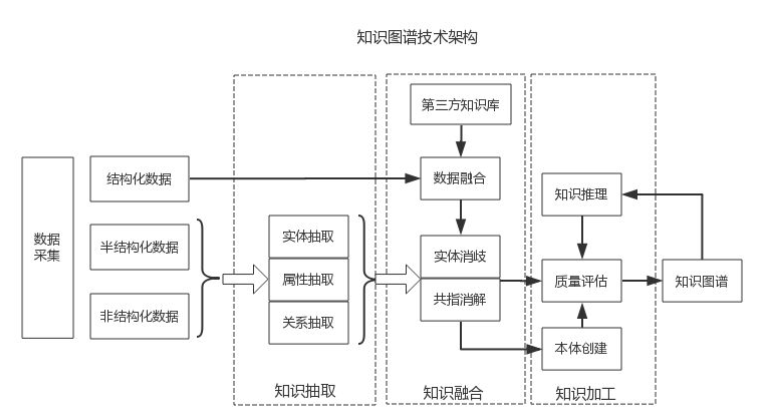 知识图谱技术架构
第三方知识库
结构化数据
数据融合
知识推理
数据
采集
半结构化数据
实体抽取
实体消歧
属性抽取
共指消解
质量评估
知识图谱
非结构化数据
关系抽取
本体创建
知识抽取
知识融合
知识加工